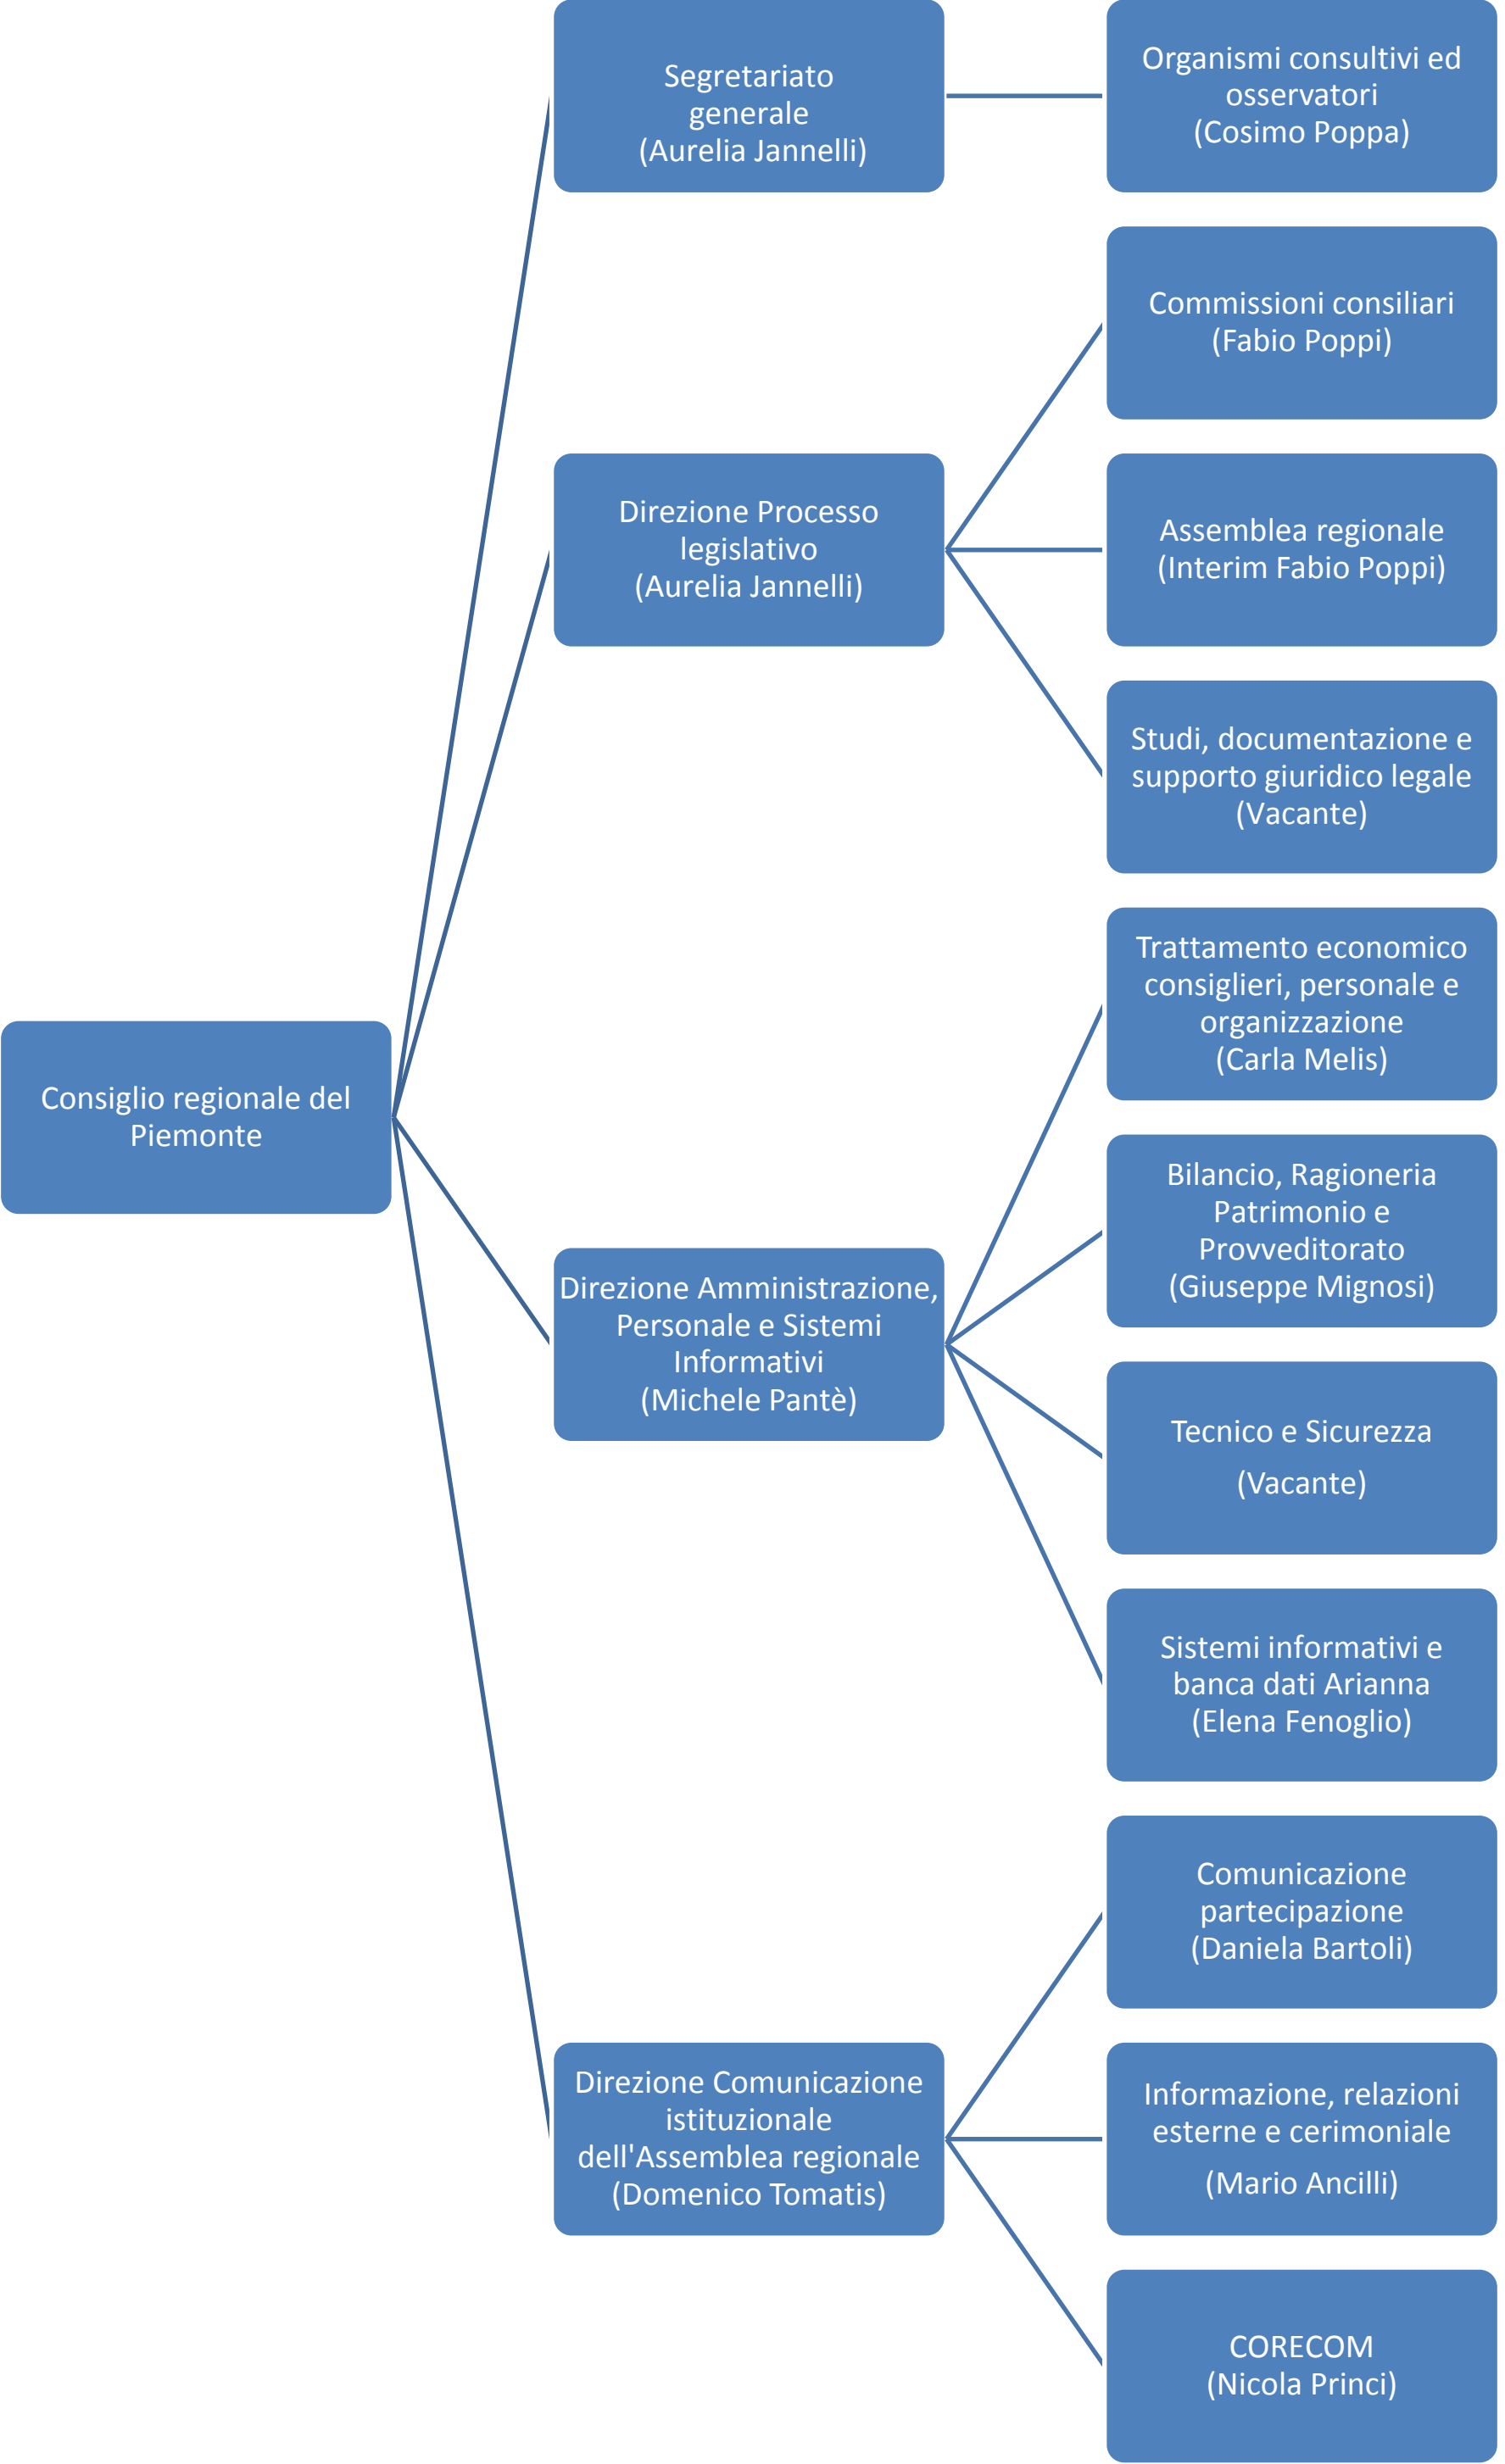 Segretariato
generale
(Aurelia Jannelli)
Organismi consultivi ed
osservatori
(Cosimo Poppa)
Commissioni consiliari
(Fabio Poppi)
Direzione Processo
legislativo
(Aurelia Jannelli)
Assemblea regionale
(Interim Fabio Poppi)
Studi, documentazione e
supporto giuridico legale
(Vacante)
Trattamento economico
consiglieri, personale e
organizzazione
(Carla Melis)
Consiglio regionale del
Piemonte
Bilancio, Ragioneria
Patrimonio e
Provveditorato
(Giuseppe Mignosi)
Direzione Amministrazione,
Personale e Sistemi
Informativi
(Michele Pantè)
Tecnico e Sicurezza
(Vacante)
Sistemi informativi e
banca dati Arianna
(Elena Fenoglio)
Comunicazione
partecipazione
(Daniela Bartoli)
Direzione Comunicazione
istituzionale
dell'Assemblea regionale
(Domenico Tomatis)
Informazione, relazioni
esterne e cerimoniale
(Mario Ancilli)
CORECOM
(Nicola Princi)